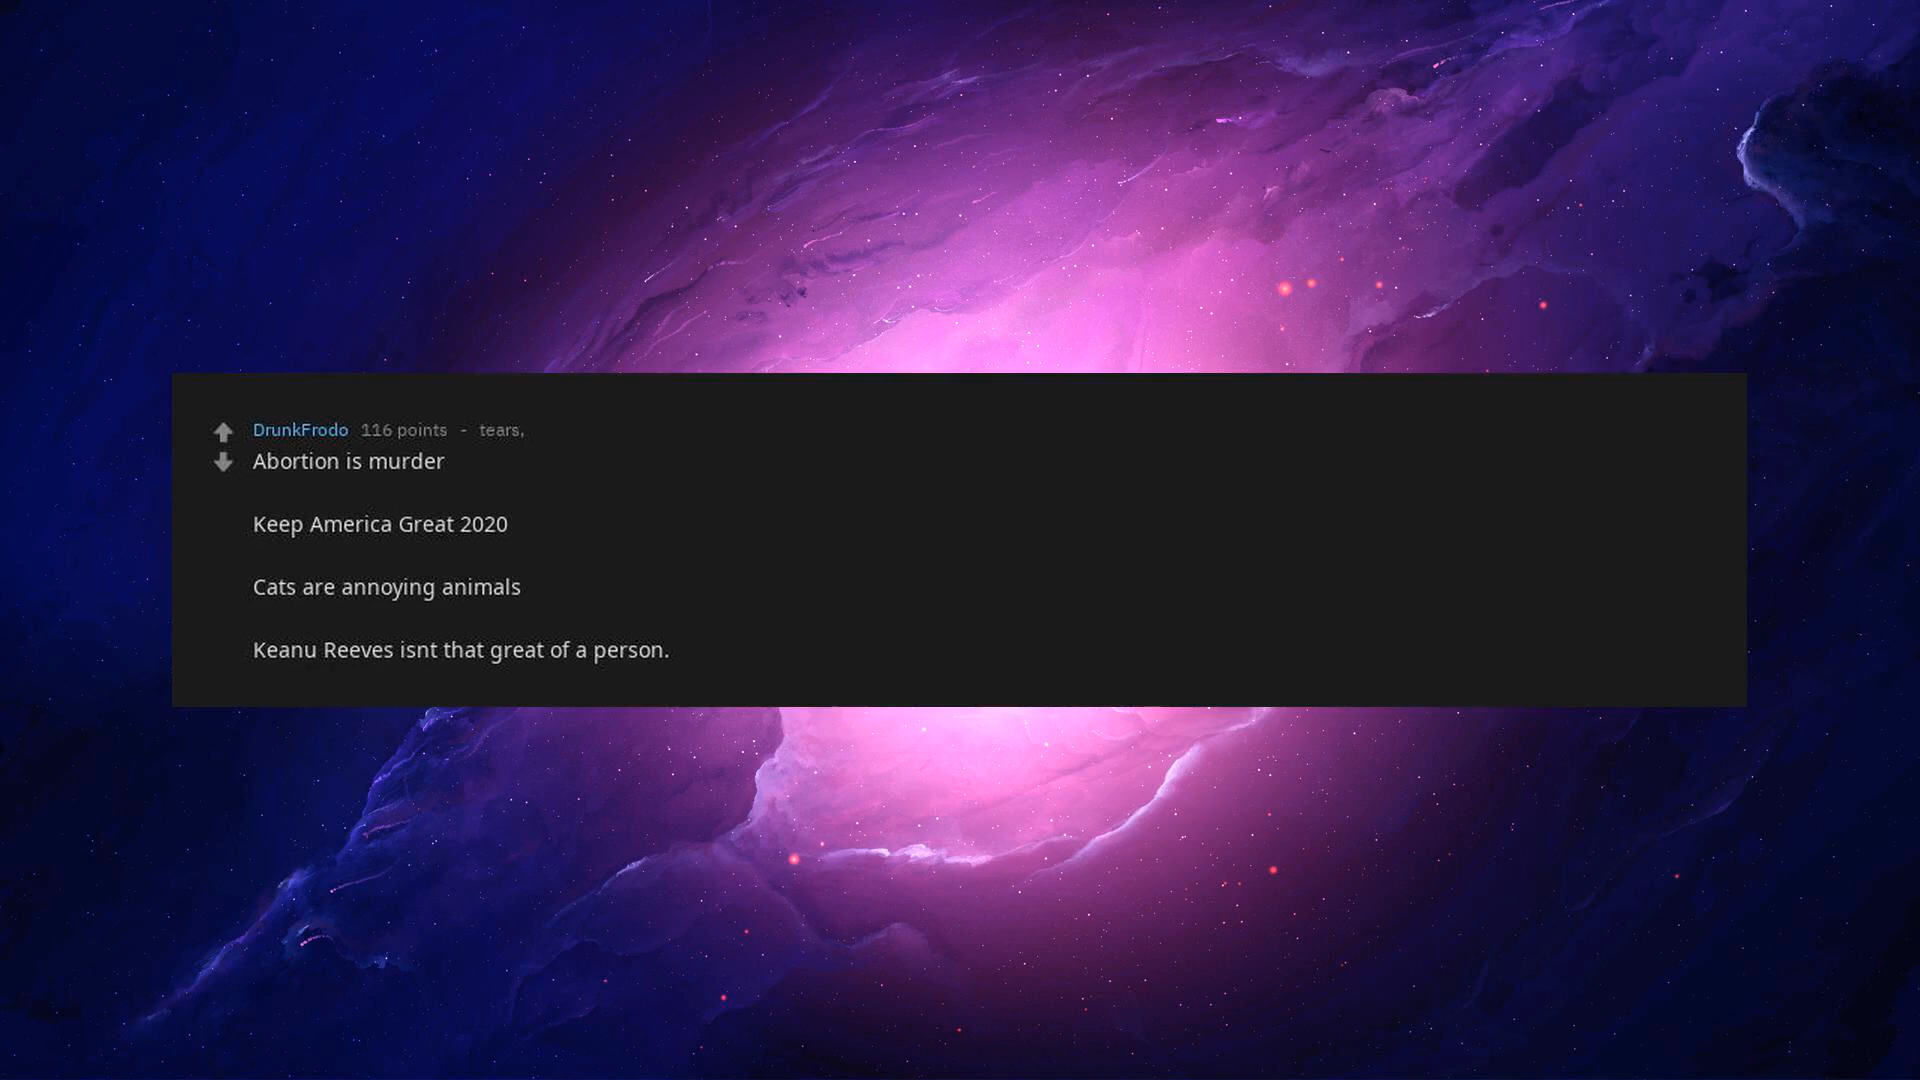 DrunkFrodo 116 points - tears,
Abortion is murder
Keep America Great 2020
Cats are annoying animals
Keanu Reeves isnt that great of a person.